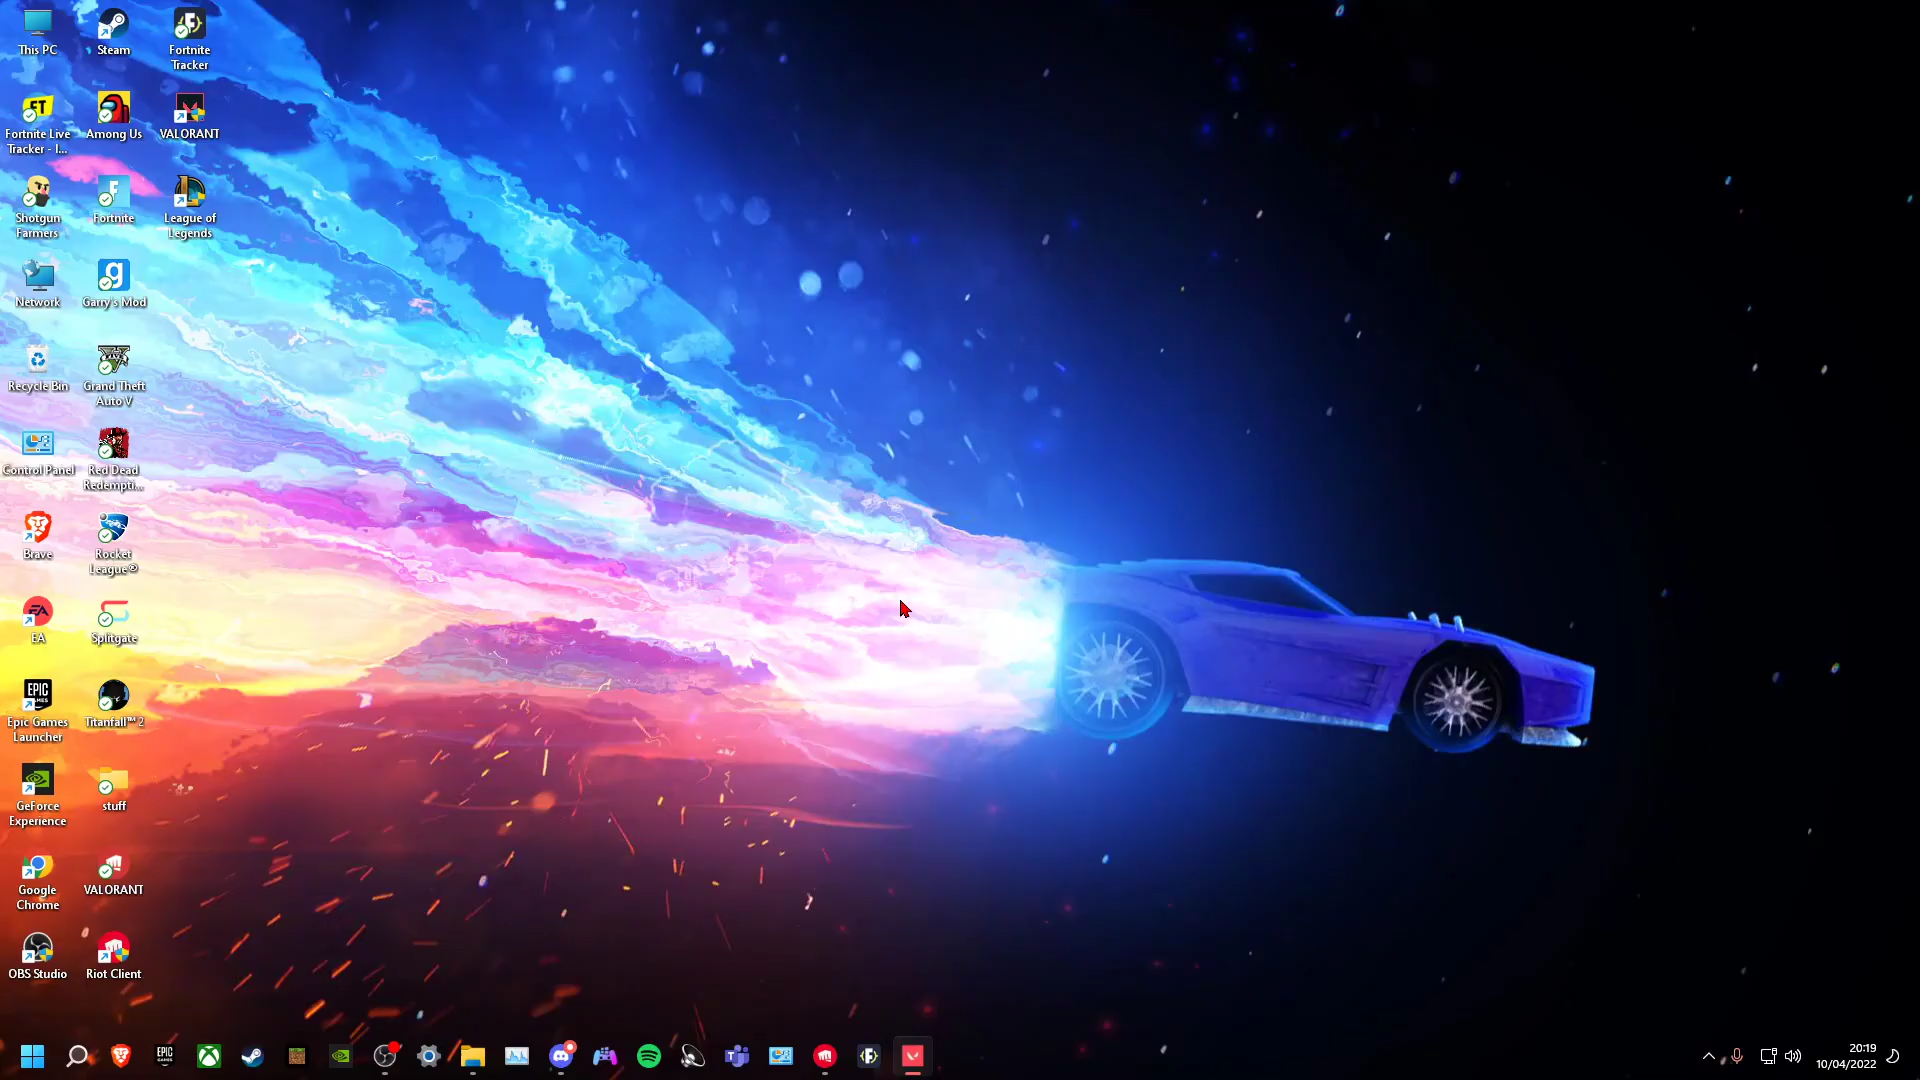 This PC
Steam
Fortnite
Tracker
Fortnite Live
Tracker - I...
Among Us
VALORANT
Shotgun
Farmers
Fortnite
League of
Legends
Network
Garry's Mod
Recycle Bin
Grand Theft
Auto V
Control Panel
Red Dead
Redempti...
Brave
Rocket
League®
EA
Splitgate
Epic Games
Launcher
Titanfall™ 2
GeForce
Experience
stuff
Google
Chrome
VALORANT
OBS Studio
Riot Client
20:19
10/04/2022